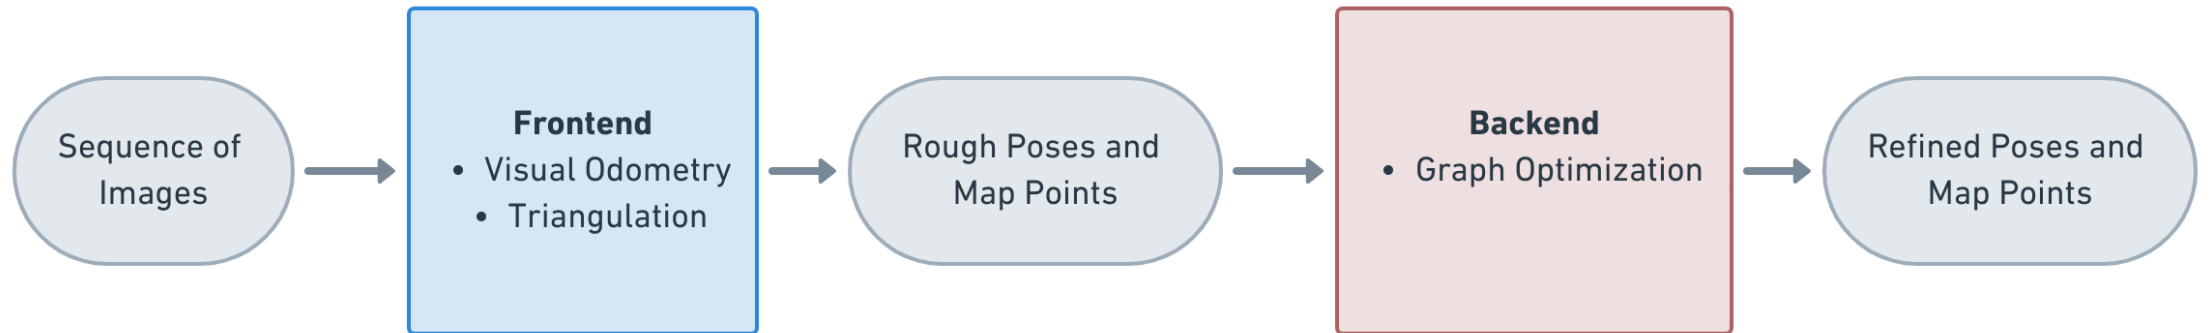 Sequence of
Images
Frontend
• Visual Odometry
• Triangulation
Rough Poses and
Map Points
Backend
• Graph Optimization
Refined Poses and
Map Points